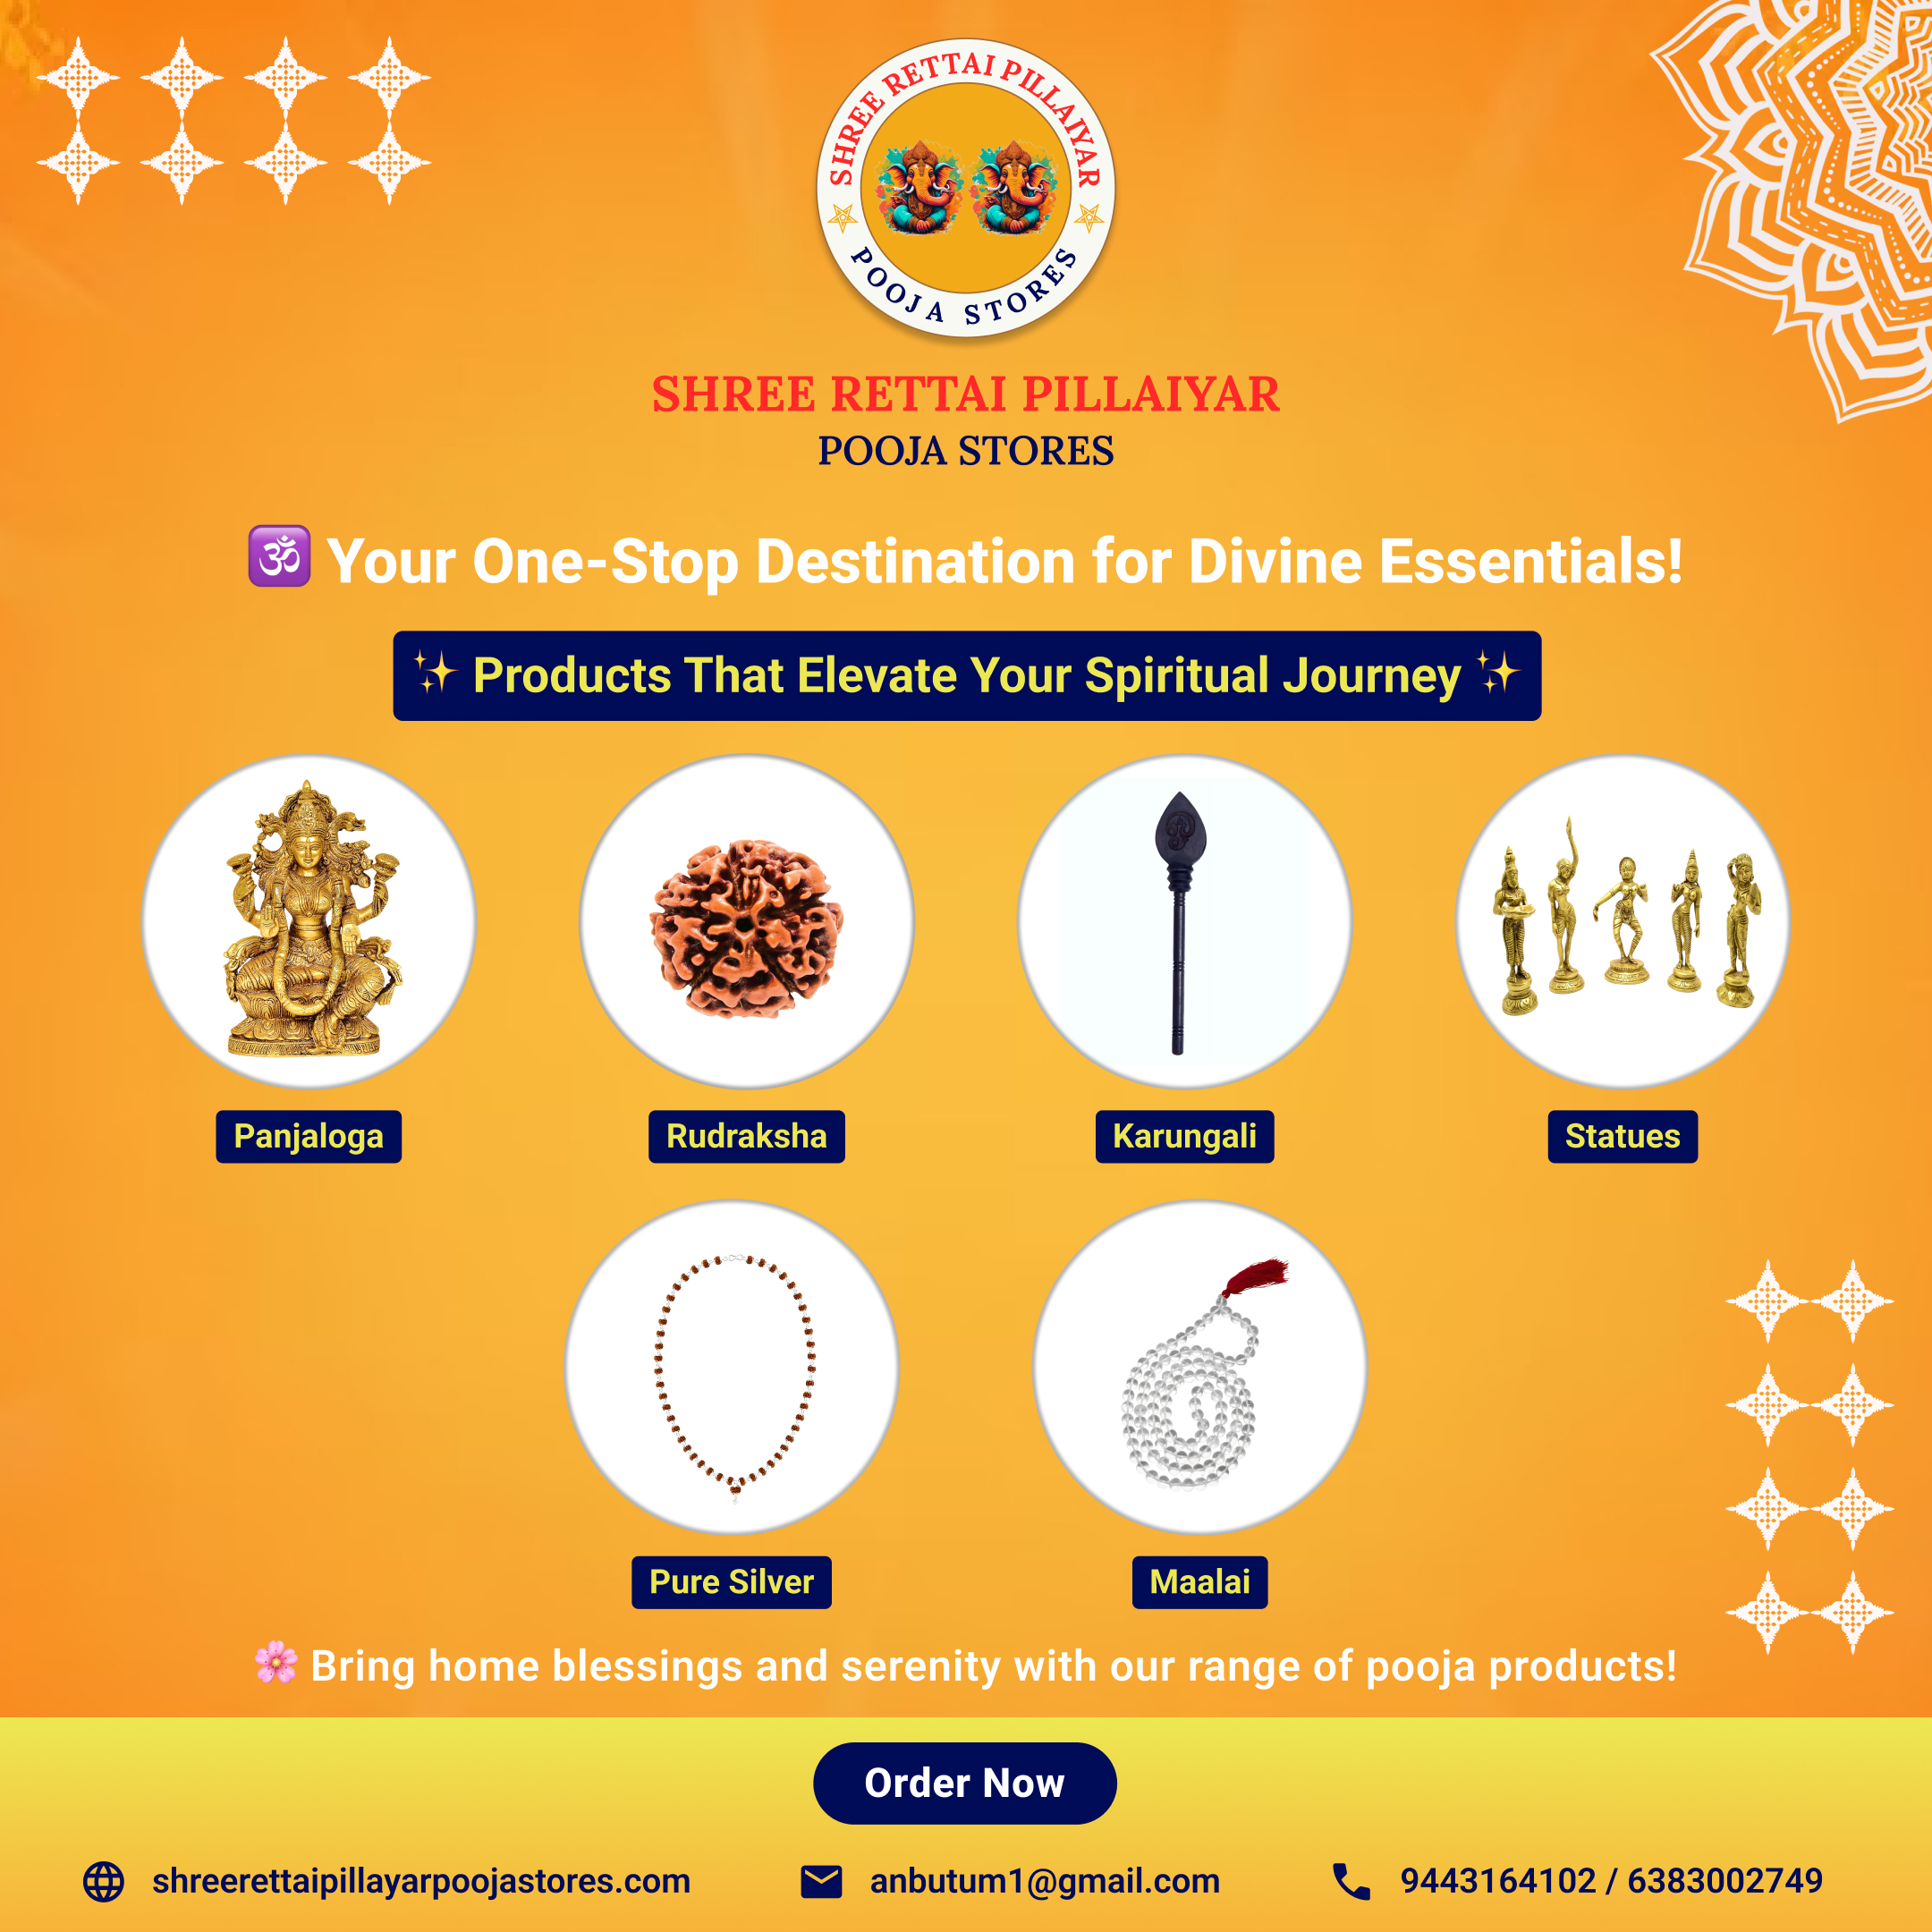 SHREE RETTAI PILLAIYAR
POOJA STORES
SHREE RETTAI PILLAIYAR
POOJA STORES
🕉 Your One-Stop Destination for Divine Essentials!
✨ Products That Elevate Your Spiritual Journey ✨
Panjaloga
Rudraksha
Karungali
Statues
Pure Silver
Maalai
🌸 Bring home blessings and serenity with our range of pooja products!
Order Now
shreerettaipillayarpoojastores.com
anbutum1@gmail.com
9443164102 / 6383002749